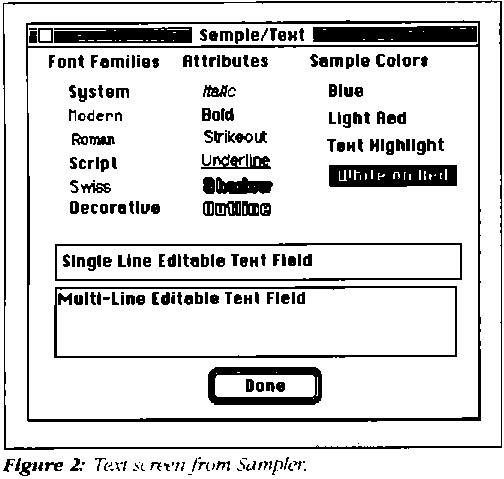 Sample/Text
Font Families
System
Modern
Roman
Script
Swiss
Decorative
Attributes
Italic
Bold
Strikeout
Underline
Shadow
Outline
Sample Colors
Blue
Light Red
Text Highlight
White on Red
Single Line Editable Text Field
Multi-Line Editable Text Field
Done
Figure 2: Text screen from Sampler.